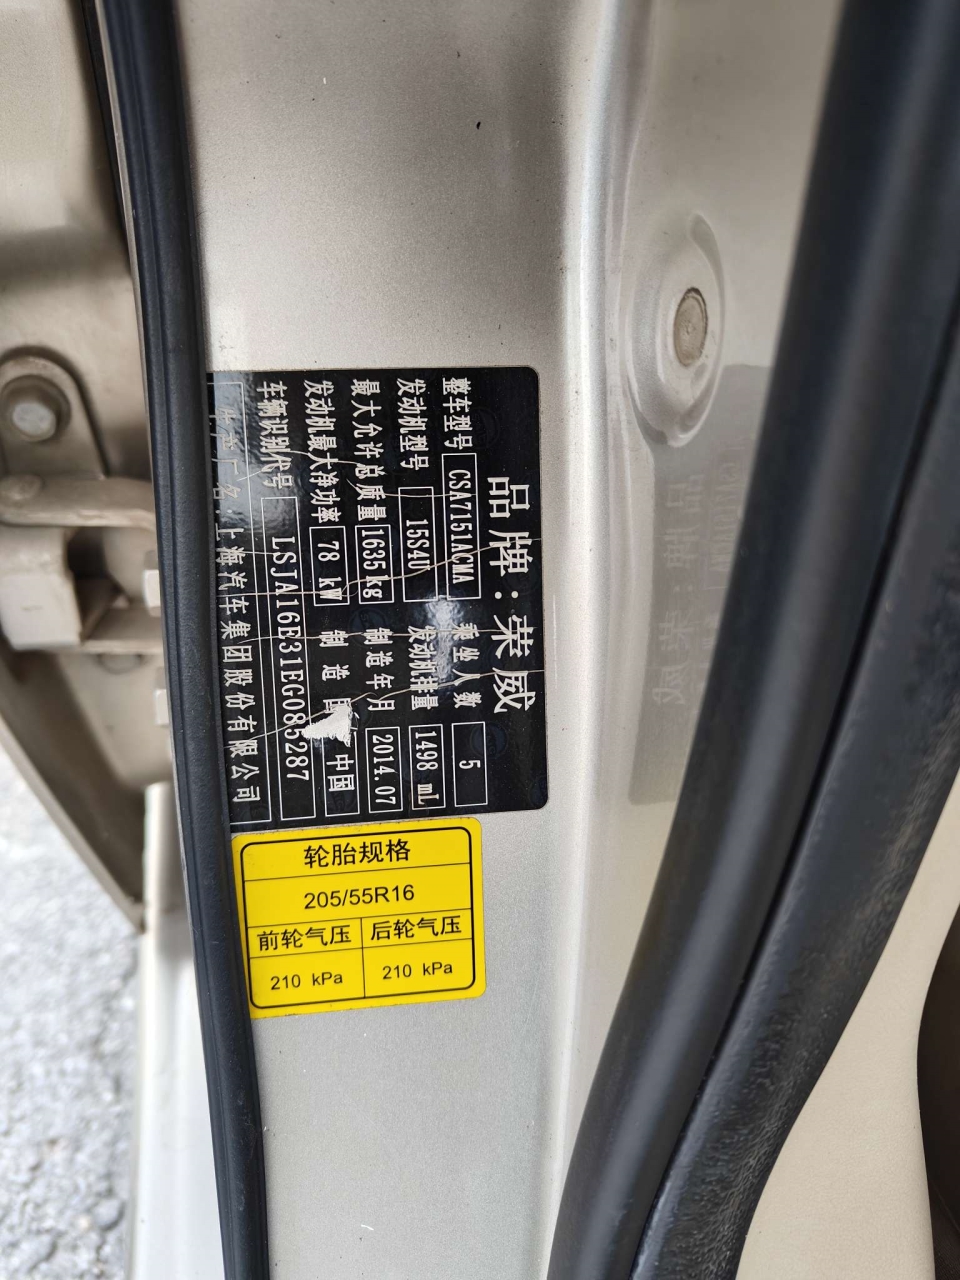 品牌:荣威
整车型号 CSA7151ACMA 乘坐人数 5
发动机型号 15S4U 发动机排量 1498 mL
最大允许总质量 1635 kg 制造年月 2014.07
发动机最大净功率 78 kW 制造国 中国
车辆识别代号 LSJA16E31EG085287
生产厂名:上海汽车集团股份有限公司
轮胎规格
205/55R16
前轮气压 后轮气压
210 kPa 210 kPa